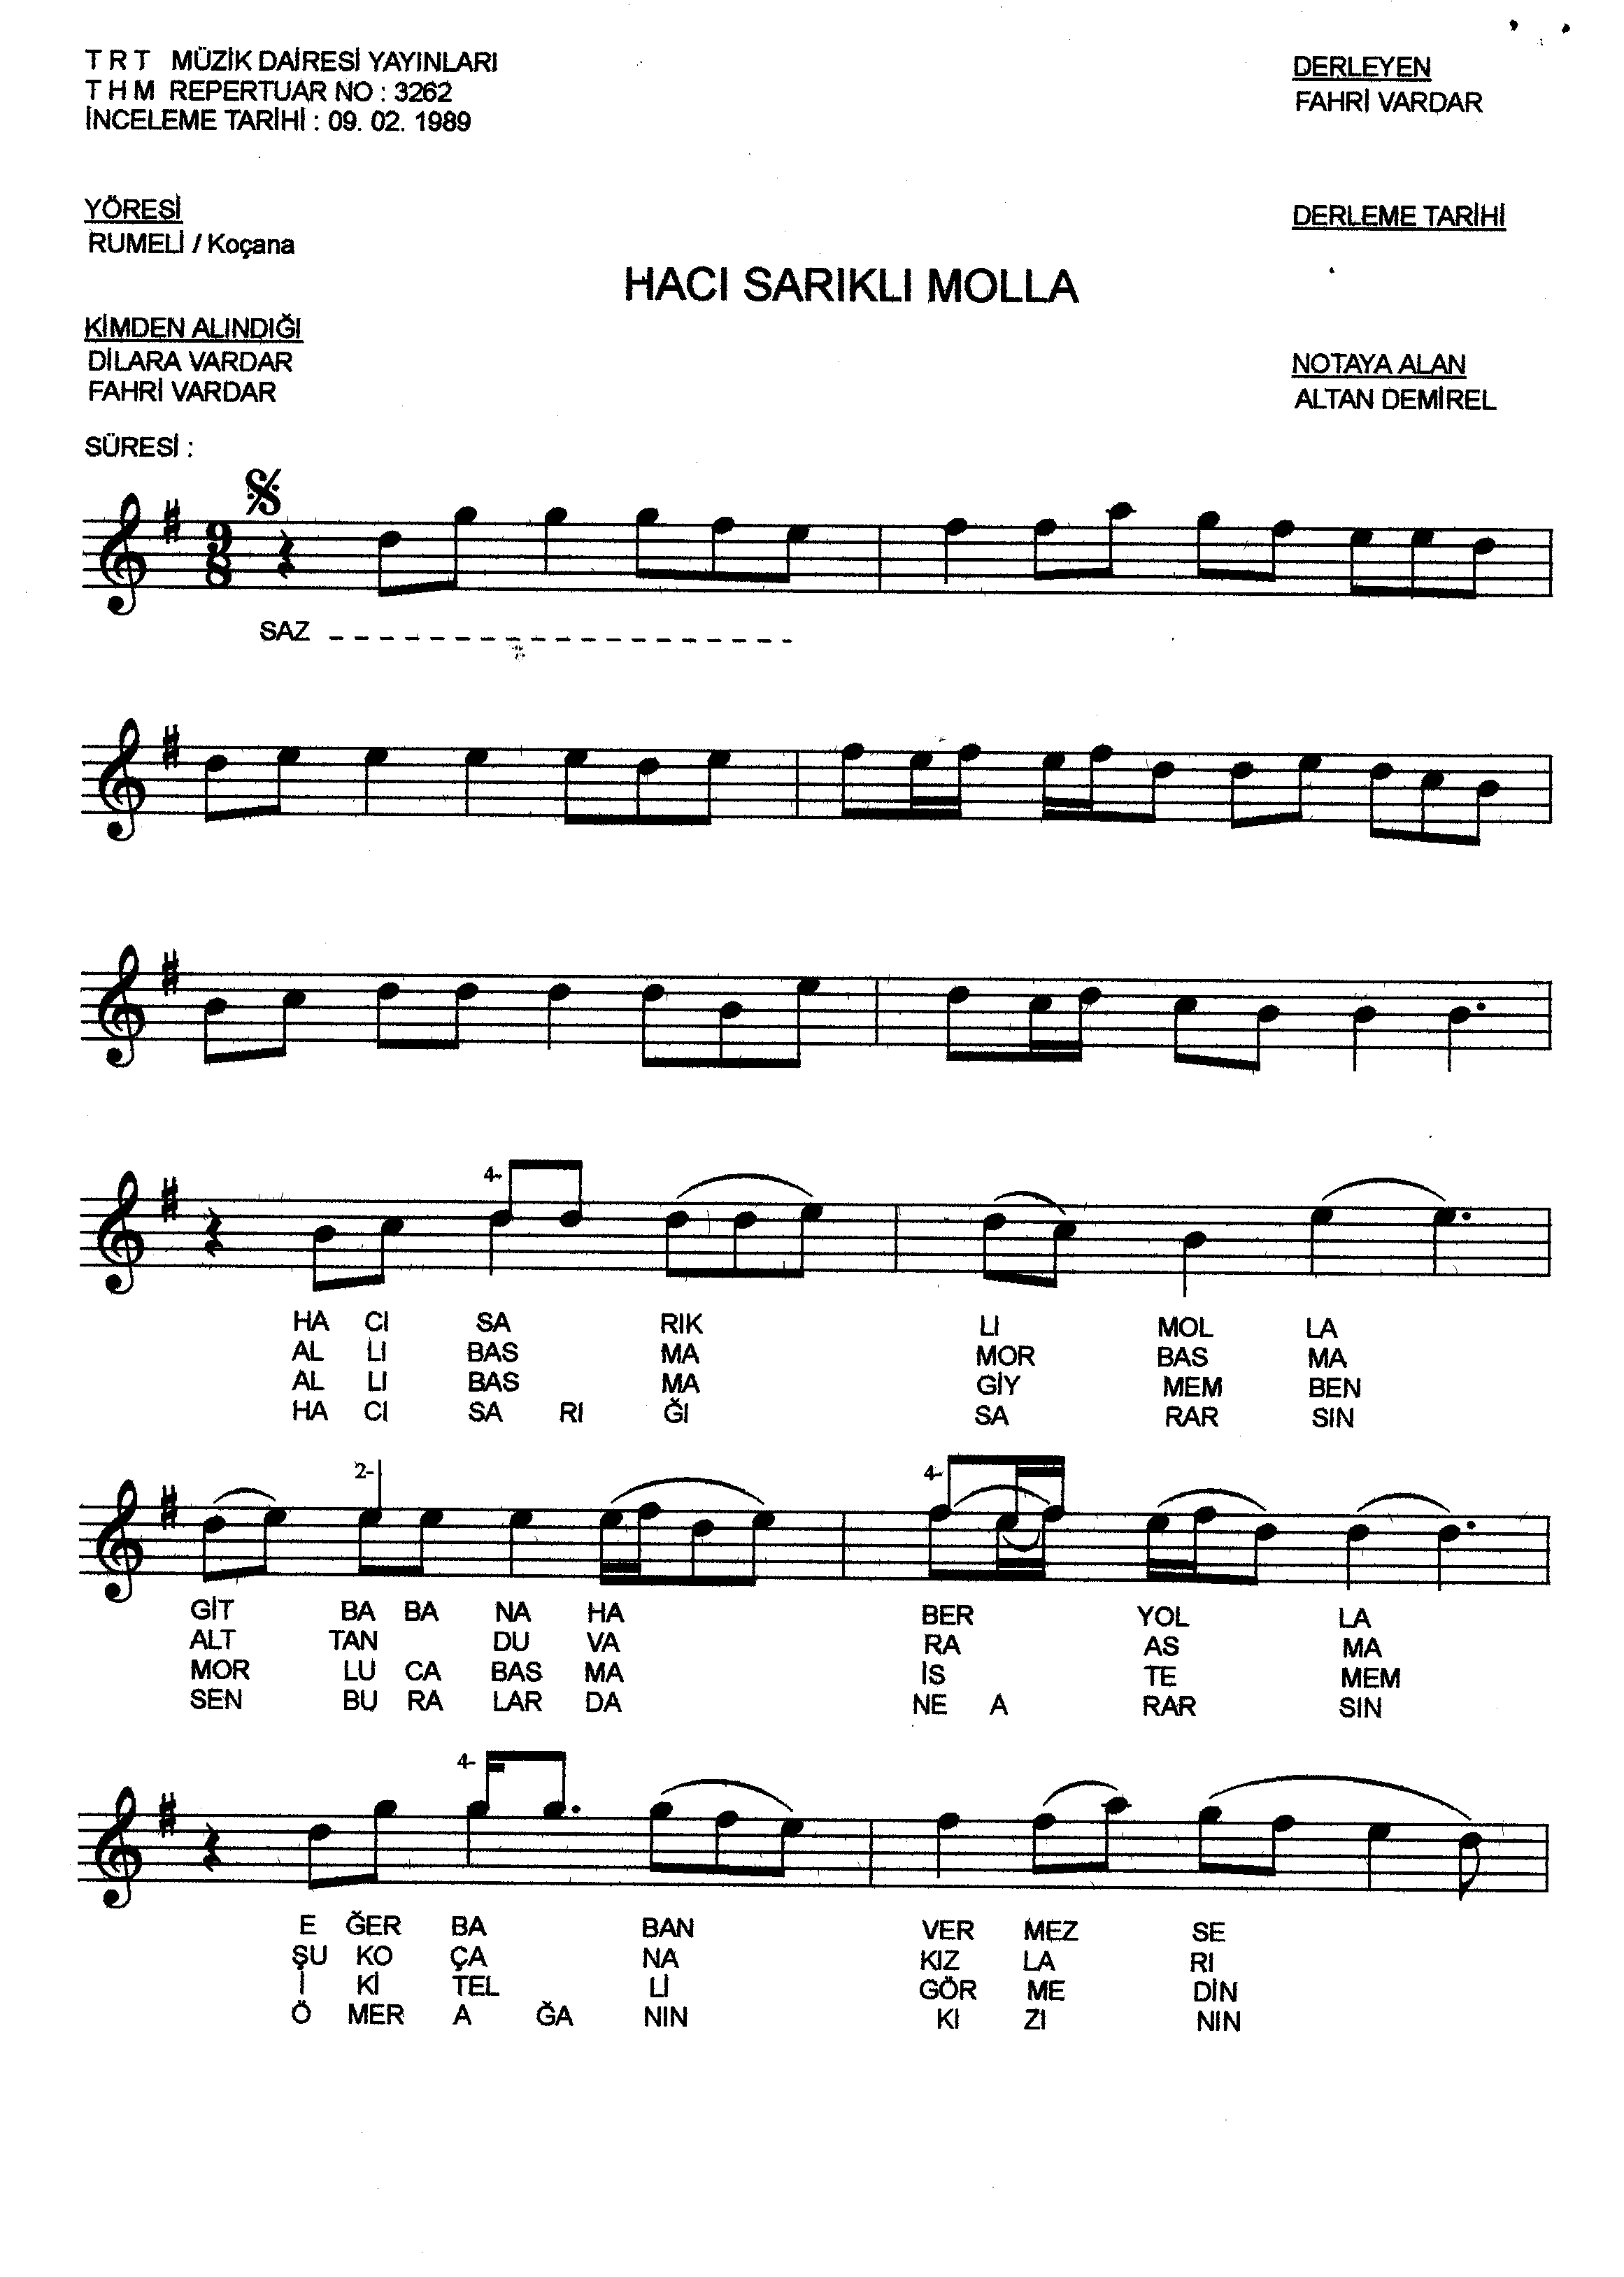 T R T MÜZİK DAİRESİ YAYINLARI
T H M REPERTUAR NO : 3262
İNCELEME TARİHİ : 09. 02. 1989
DERLEYEN
FAHRİ VARDAR
YÖRESİ
RUMELİ / Koçana
DERLEME TARİHİ
HACI SARIKLI MOLLA
KİMDEN ALINDIĞI
DİLARA VARDAR
FAHRİ VARDAR
NOTAYA ALAN
ALTAN DEMİREL
SÜRESİ :
9
8
SAZ
4-
HA CI SA RIK LI MOL LA
AL LI BAS MA MOR BAS MA
AL LI BAS MA GİY MEM BEN
HA CI SA RI ĞI SA RAR SIN
2- 4-
GİT BA BA NA HA BER YOL LA
ALT TAN DU VA RA AS MA
MOR LU CA BAS MA İS TE MEM
SEN BU RA LAR DA NE A RAR SIN
4-
E ĞER BA BAN VER MEZ SE
ŞU KO ÇA NA KIZ LA RI
İ Kİ TEL Lİ GÖR ME DİN
Ö MER A ĞA NIN KI ZI NIN